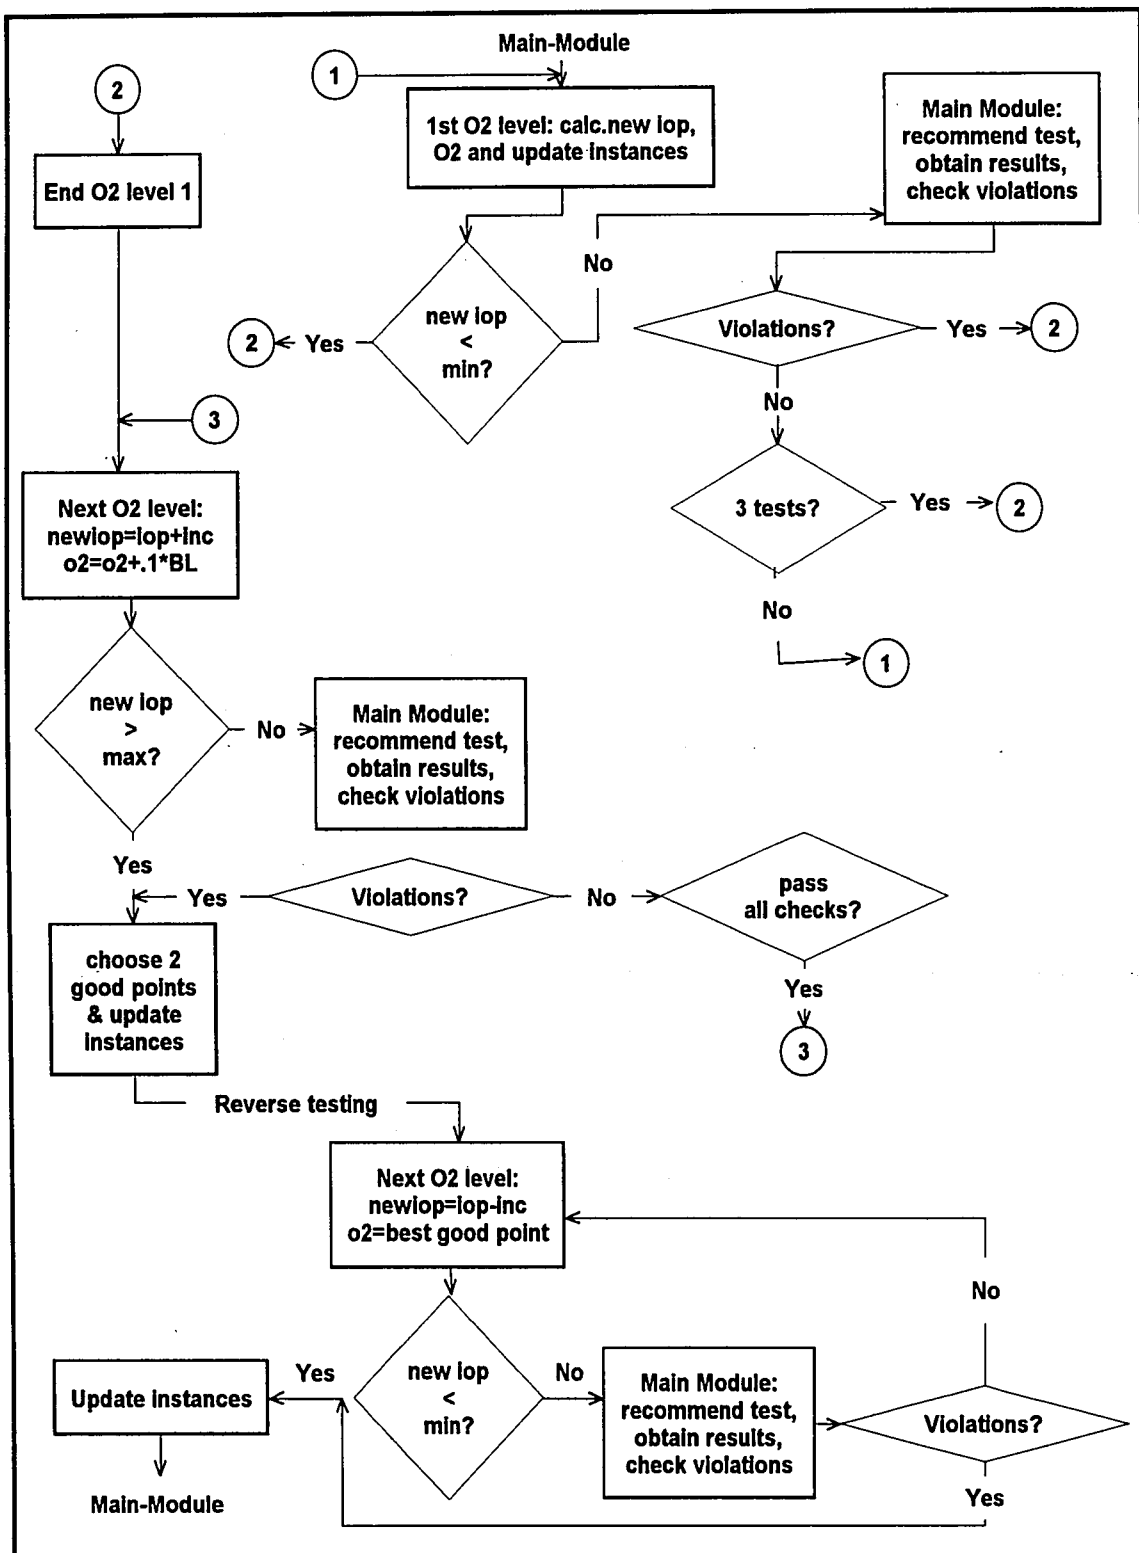 Main-Module
1
2
1st O2 level: calc.new iop,
O2 and update instances
Main Module:
recommend test,
obtain results,
check violations
End O2 level 1
No
new iop
<
min?
Yes
2
Violations?
Yes
2
No
3
3 tests?
Yes
2
Next O2 level:
newiop=iop+inc
o2=o2+.1*BL
No
1
new iop
>
max?
No
Main Module:
recommend test,
obtain results,
check violations
Yes
Yes
Violations?
No
pass
all checks?
Yes
3
choose 2
good points
& update
instances
Reverse testing
Next O2 level:
newiop=iop-inc
o2=best good point
No
new iop
<
min?
Yes
Update instances
No
Main Module:
recommend test,
obtain results,
check violations
Violations?
Yes
Main-Module